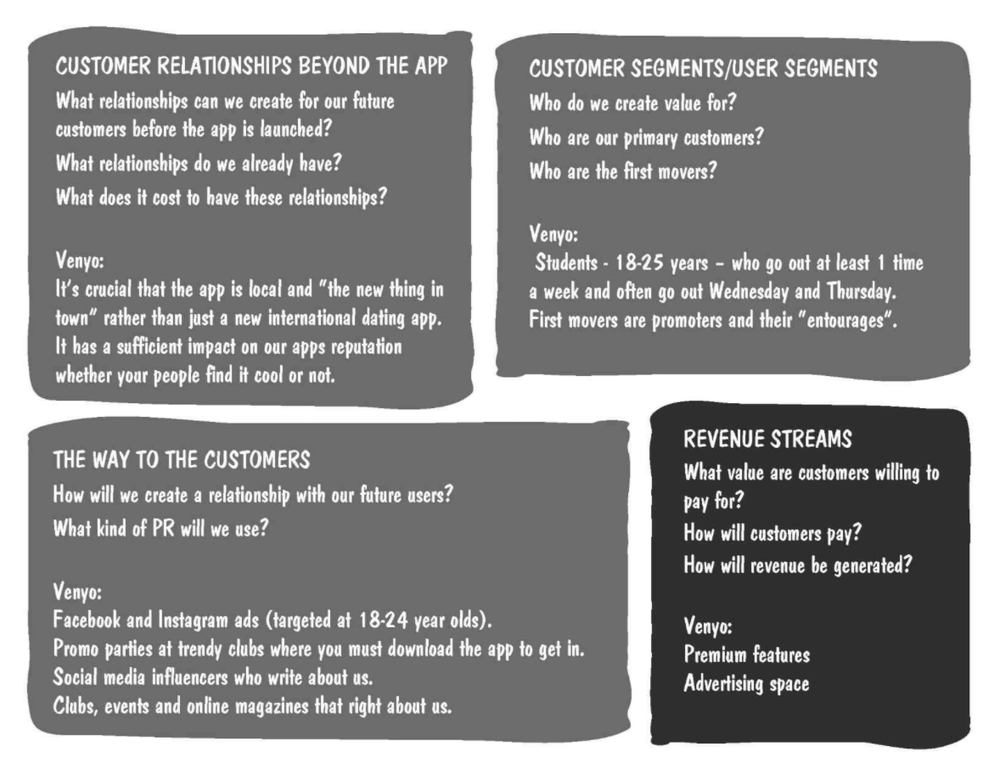 CUSTOMER RELATIONSHIPS BEYOND THE APP
What relationships can we create for our future
customers before the app is launched?
What relationships do we already have?
What does it cost to have these relationships?
Venyo:
It's crucial that the app is local and "the new thing in
town" rather than just a new international dating app.
It has a sufficient impact on our apps reputation
whether your people find it cool or not.
CUSTOMER SEGMENTS/USER SEGMENTS
Who do we create value for?
Who are our primary customers?
Who are the first movers?
Venyo:
Students - 18-25 years – who go out at least 1 time
a week and often go out Wednesday and Thursday.
First movers are promoters and their "entourages".
THE WAY TO THE CUSTOMERS
How will we create a relationship with our future users?
What kind of PR will we use?
Venyo:
Facebook and Instagram ads (targeted at 18-24 year olds).
Promo parties at trendy clubs where you must download the app to get in.
Social media influencers who write about us.
Clubs, events and online magazines that right about us.
REVENUE STREAMS
What value are customers willing to
pay for?
How will customers pay?
How will revenue be generated?
Venyo:
Premium features
Advertising space